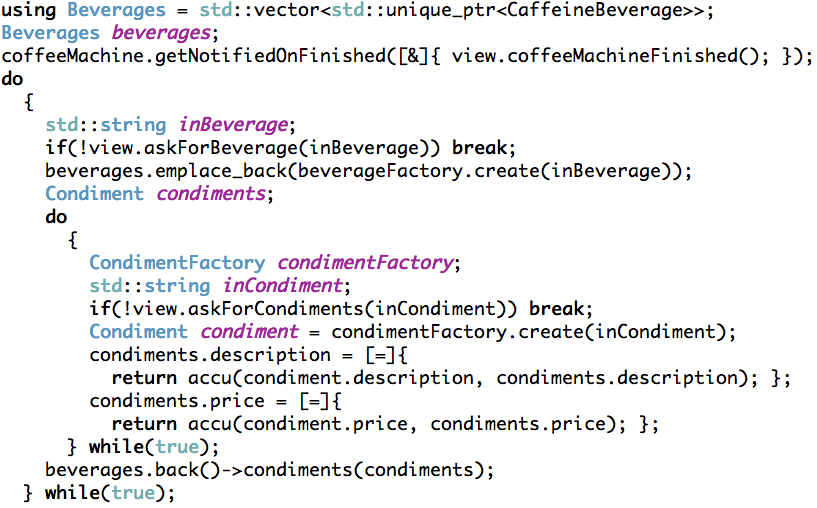 using Beverages = std::vector<std::unique_ptr<CaffeineBeverage>>;
Beverages beverages;
coffeeMachine.getNotifiedOnFinished([&]{ view.coffeeMachineFinished(); });
do
  {
    std::string inBeverage;
    if(!view.askForBeverage(inBeverage)) break;
    beverages.emplace_back(beverageFactory.create(inBeverage));
    Condiment condiments;
    do
      {
        CondimentFactory condimentFactory;
        std::string inCondiment;
        if(!view.askForCondiments(inCondiment)) break;
        Condiment condiment = condimentFactory.create(inCondiment);
        condiments.description = [=]{
          return accu(condiment.description, condiments.description); };
        condiments.price = [=]{
          return accu(condiment.price, condiments.price); };
      } while(true);
    beverages.back()->condiments(condiments);
  } while(true);